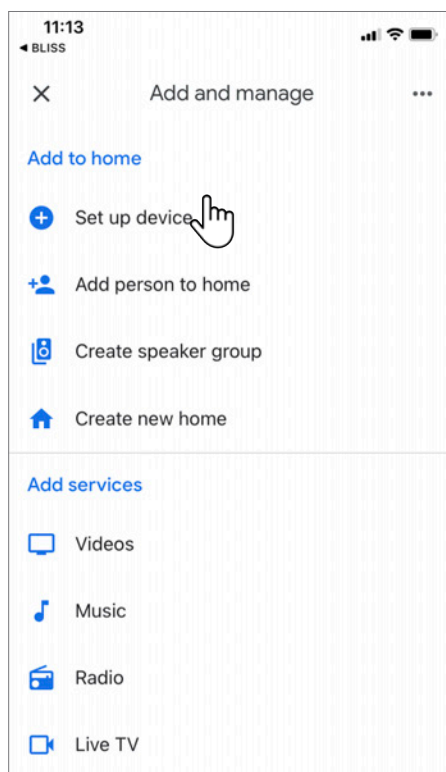 11:13
◀ BLISS
Add and manage
Add to home
Set up device
Add person to home
Create speaker group
Create new home
Add services
Videos
Music
Radio
Live TV